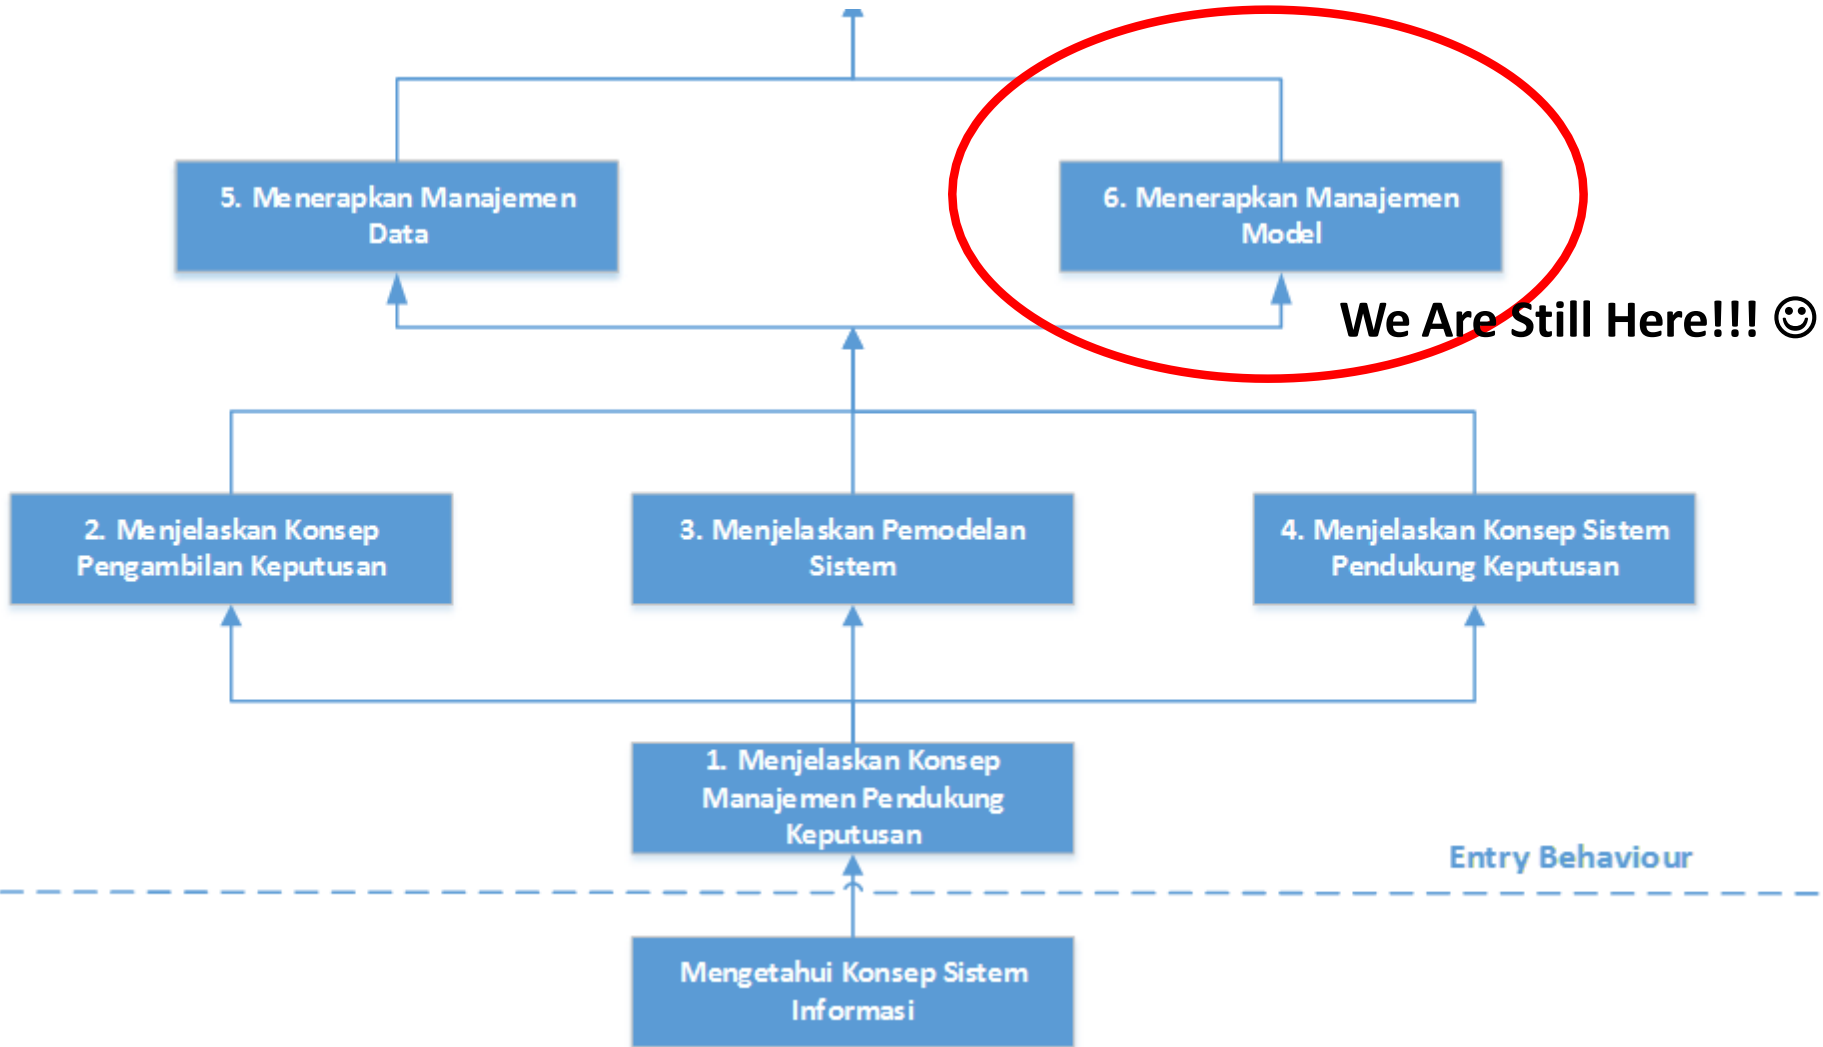 5. Menerapkan Manajemen
Data
6. Menerapkan Manajemen
Model
We Are Still Here!!! ☺
2. Menjelaskan Konsep
Pengambilan Keputusan
3. Menjelaskan Pemodelan
Sistem
4. Menjelaskan Konsep Sistem
Pendukung Keputusan
1. Menjelaskan Konsep
Manajemen Pendukung
Keputusan
Entry Behaviour
Mengetahui Konsep Sistem
Informasi